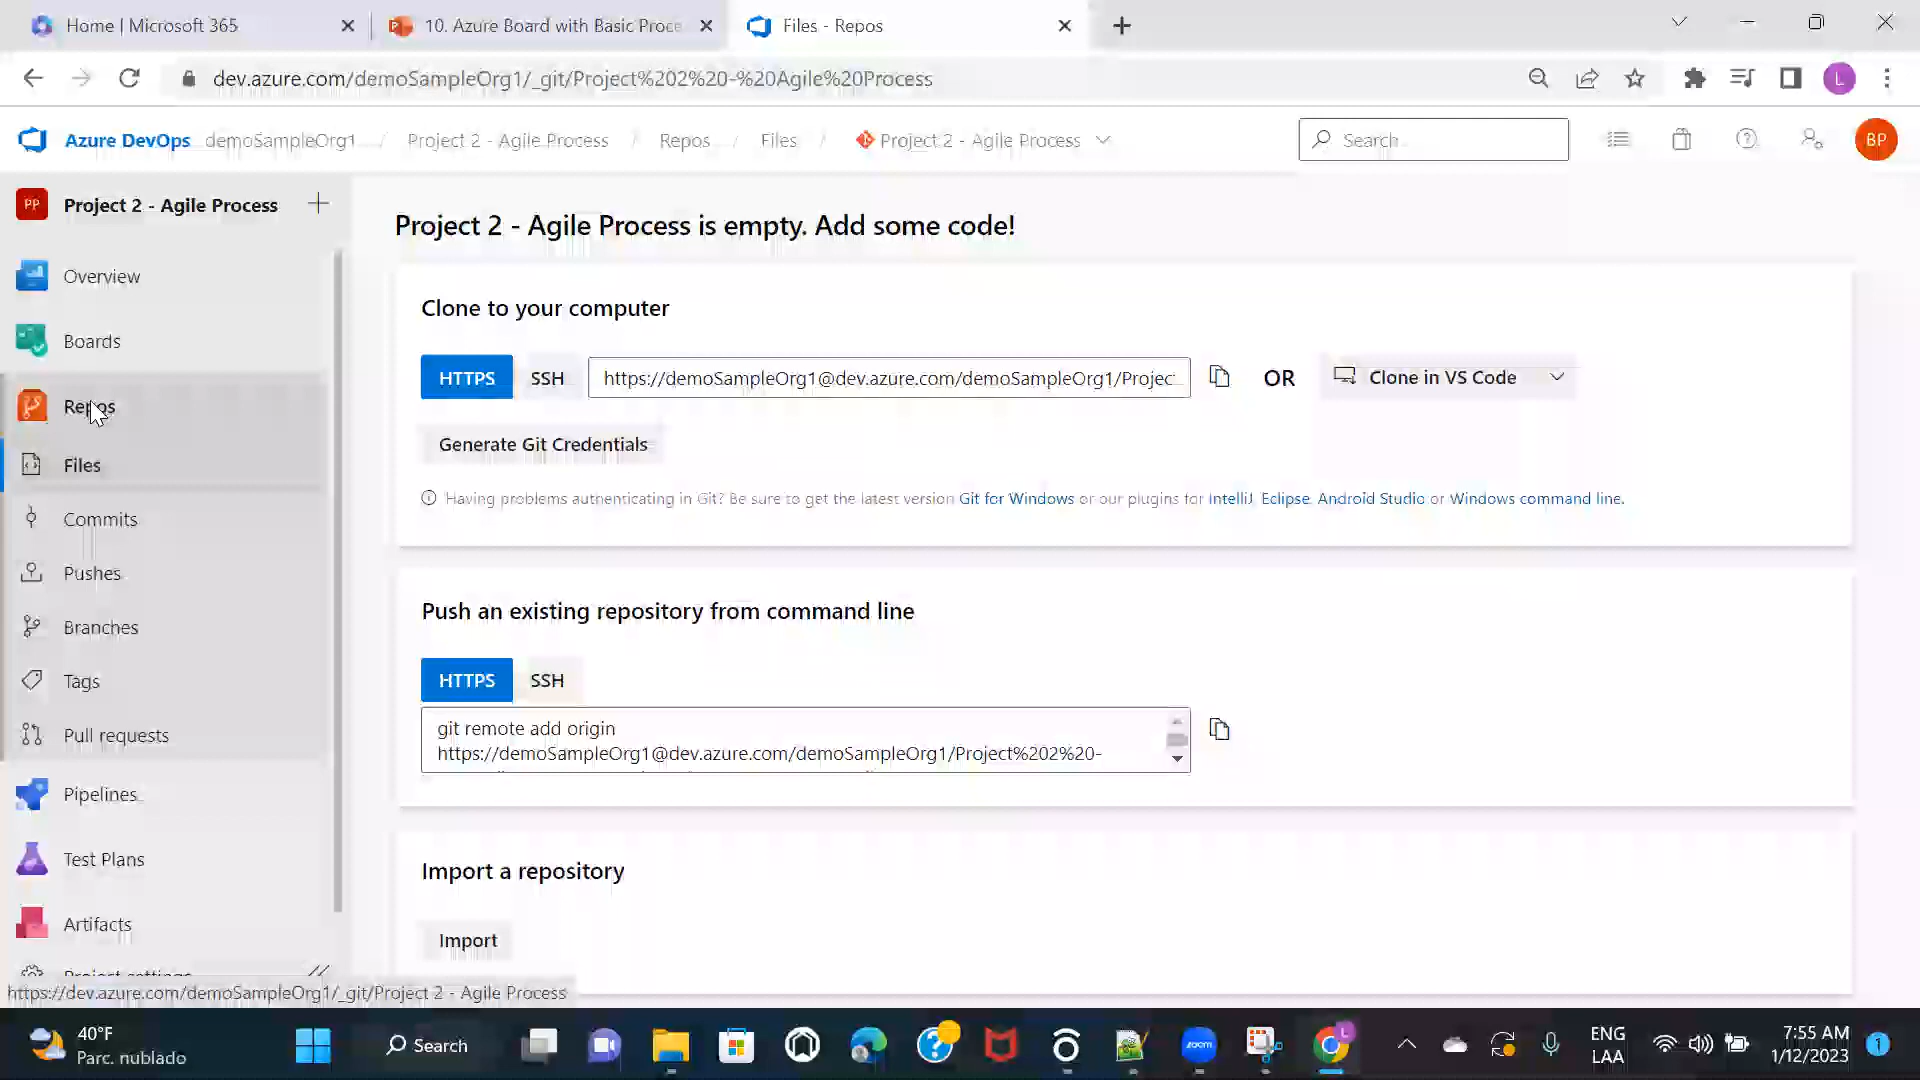 Home | Microsoft 365
10. Azure Board with Basic Proce
Files - Repos
dev.azure.com/demoSampleOrg1/_git/Project%202%20-%20Agile%20Process
L
Azure DevOps
demoSampleOrg1 / Project 2 - Agile Process / Repos / Files / Project 2 - Agile Process
Search
BP
PP
Project 2 - Agile Process
Overview
Boards
Repos
Files
Commits
Pushes
Branches
Tags
Pull requests
Pipelines
Test Plans
Artifacts
Project settings
Project 2 - Agile Process is empty. Add some code!
Clone to your computer
HTTPS
SSH
https://demoSampleOrg1@dev.azure.com/demoSampleOrg1/Project
OR
Clone in VS Code
Generate Git Credentials
Having problems authenticating in Git? Be sure to get the latest version Git for Windows or our plugins for IntelliJ, Eclipse, Android Studio or Windows command line.
Push an existing repository from command line
HTTPS
SSH
git remote add origin
https://demoSampleOrg1@dev.azure.com/demoSampleOrg1/Project%202%20-
Import a repository
Import
https://dev.azure.com/demoSampleOrg1/_git/Project 2 - Agile Process
40°F
Parc. nublado
Search
zoom
L
ENG
LAA
7:55 AM
1/12/2023
1